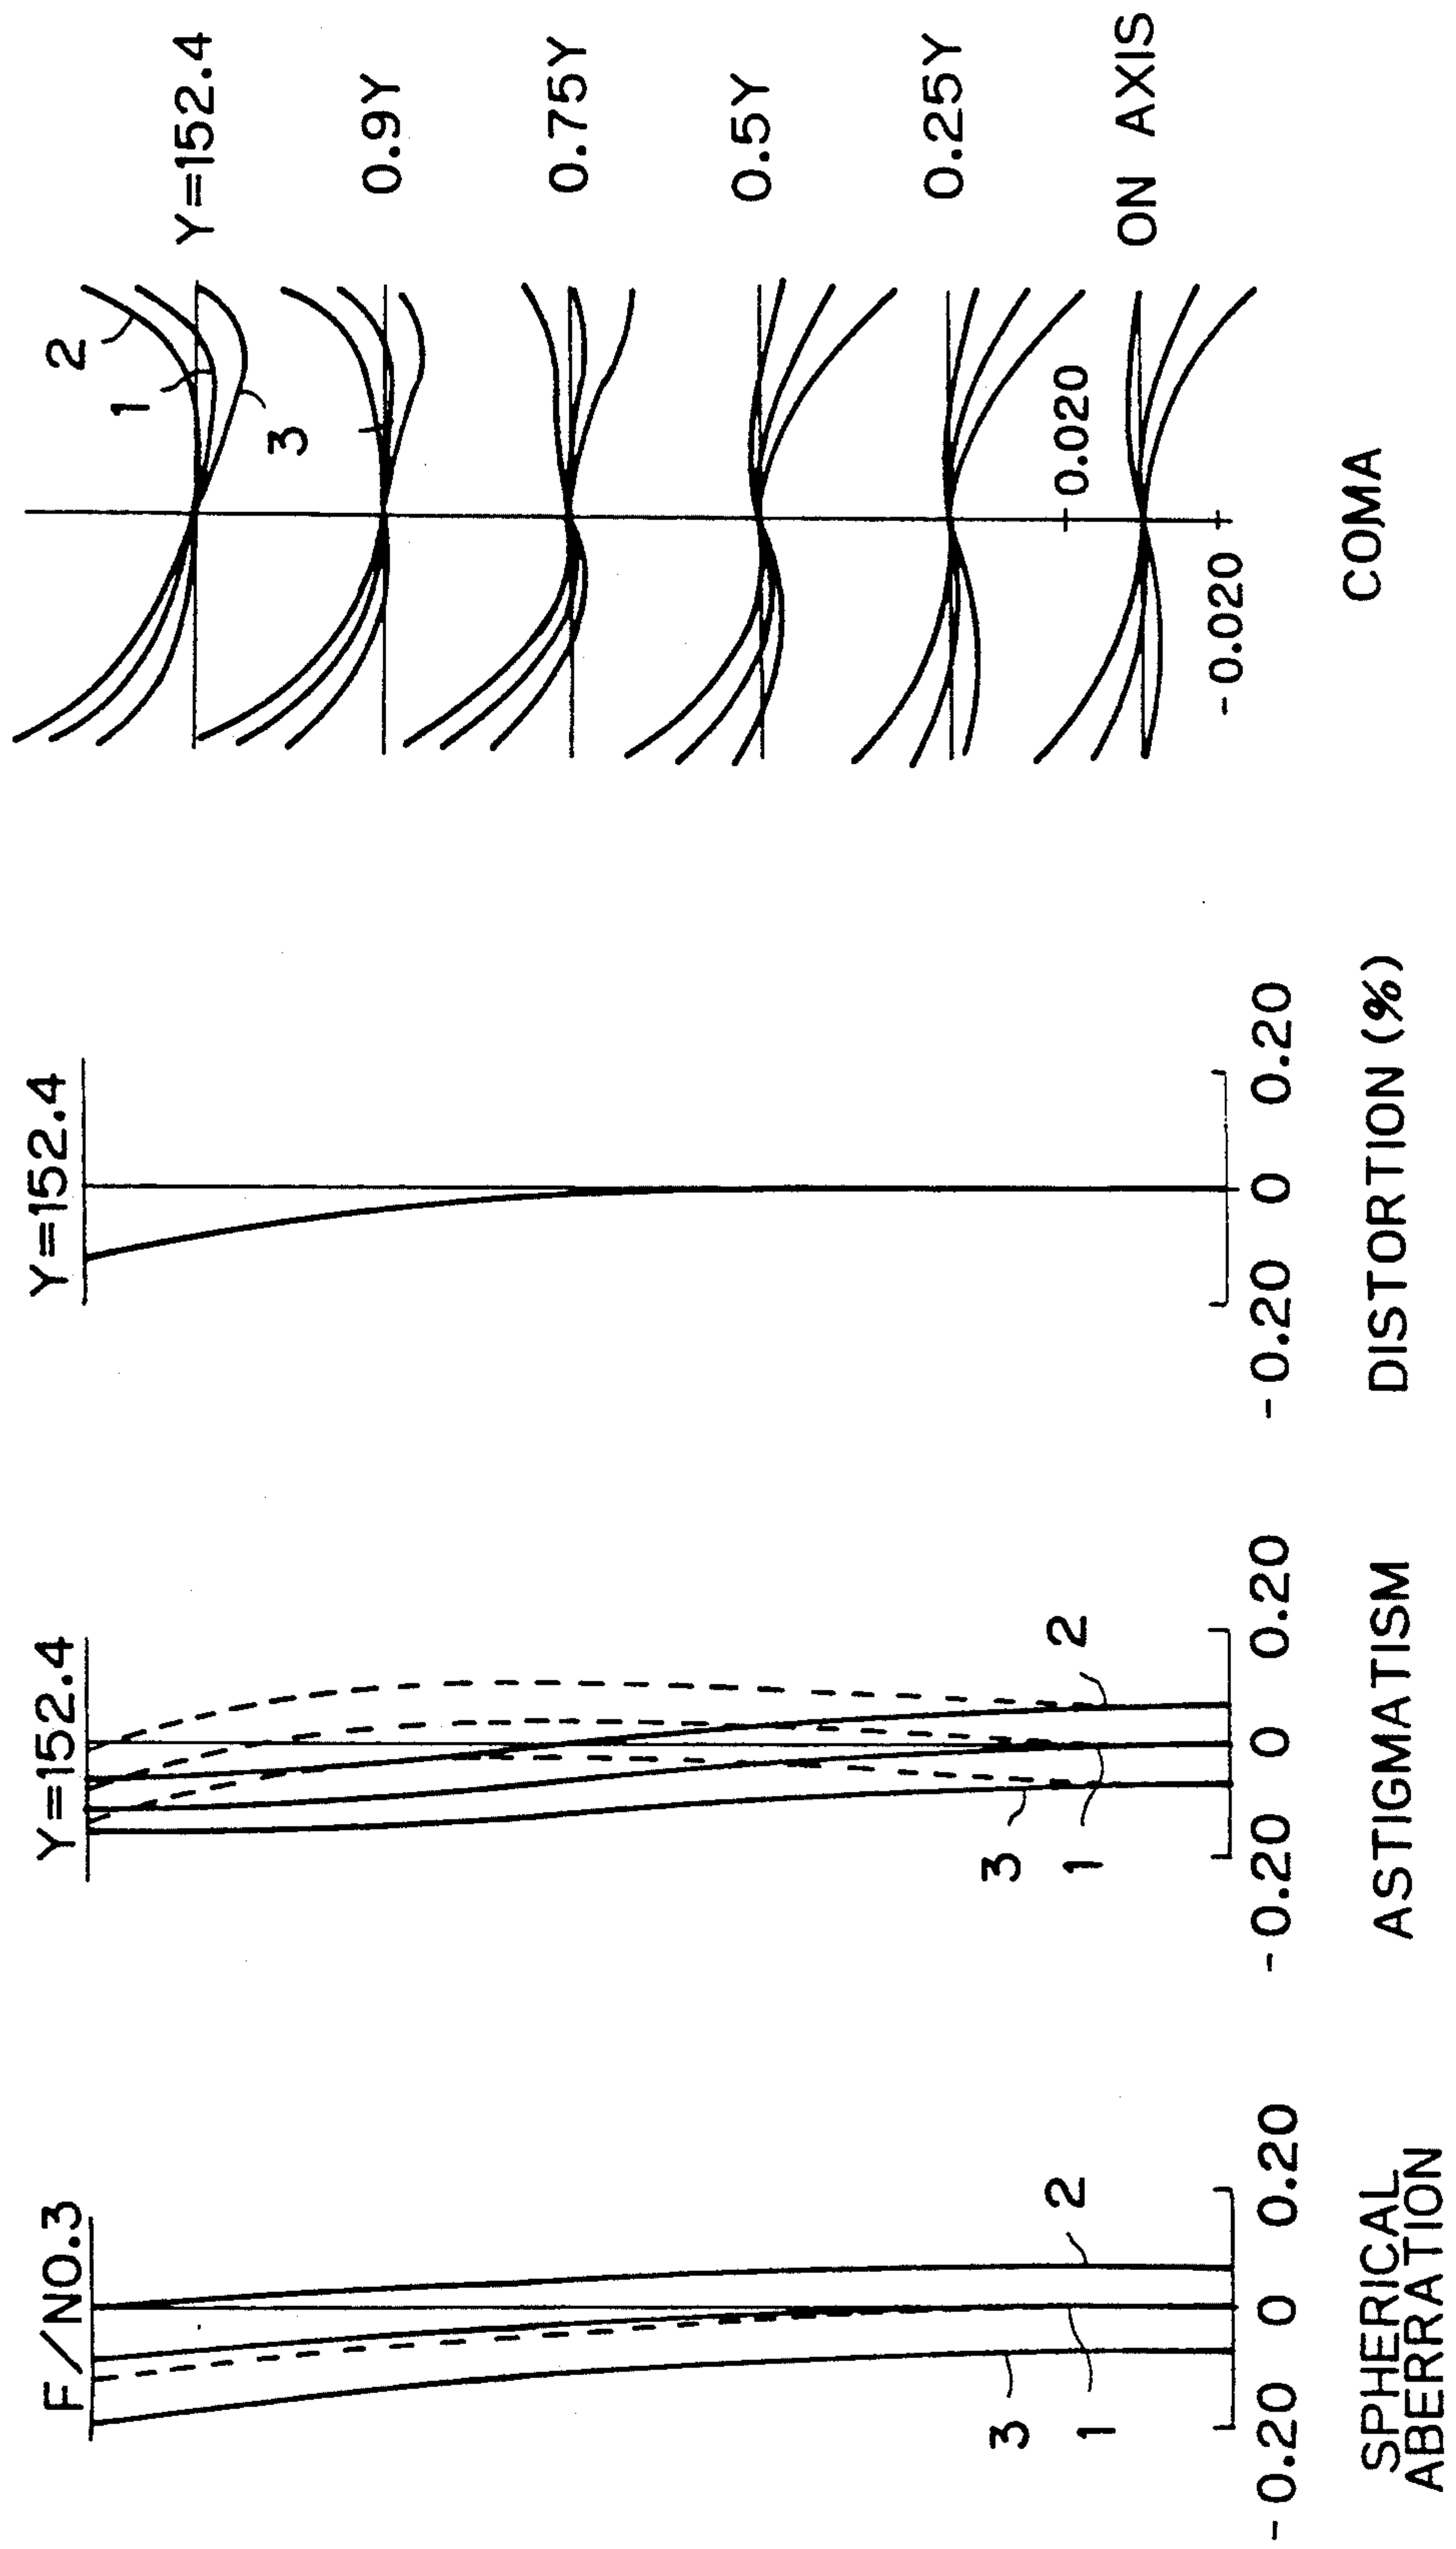 F/NO.3
2
3
1
-0.20 0 0.20
SPHERICAL
ABERRATION
Y=152.4
2
3
1
-0.20 0 0.20
ASTIGMATISM
Y=152.4
-0.20 0 0.20
DISTORTION (%)
2
1
3
Y=152.4
0.9Y
0.75Y
0.5Y
0.25Y
0.020
ON AXIS
-0.020
COMA